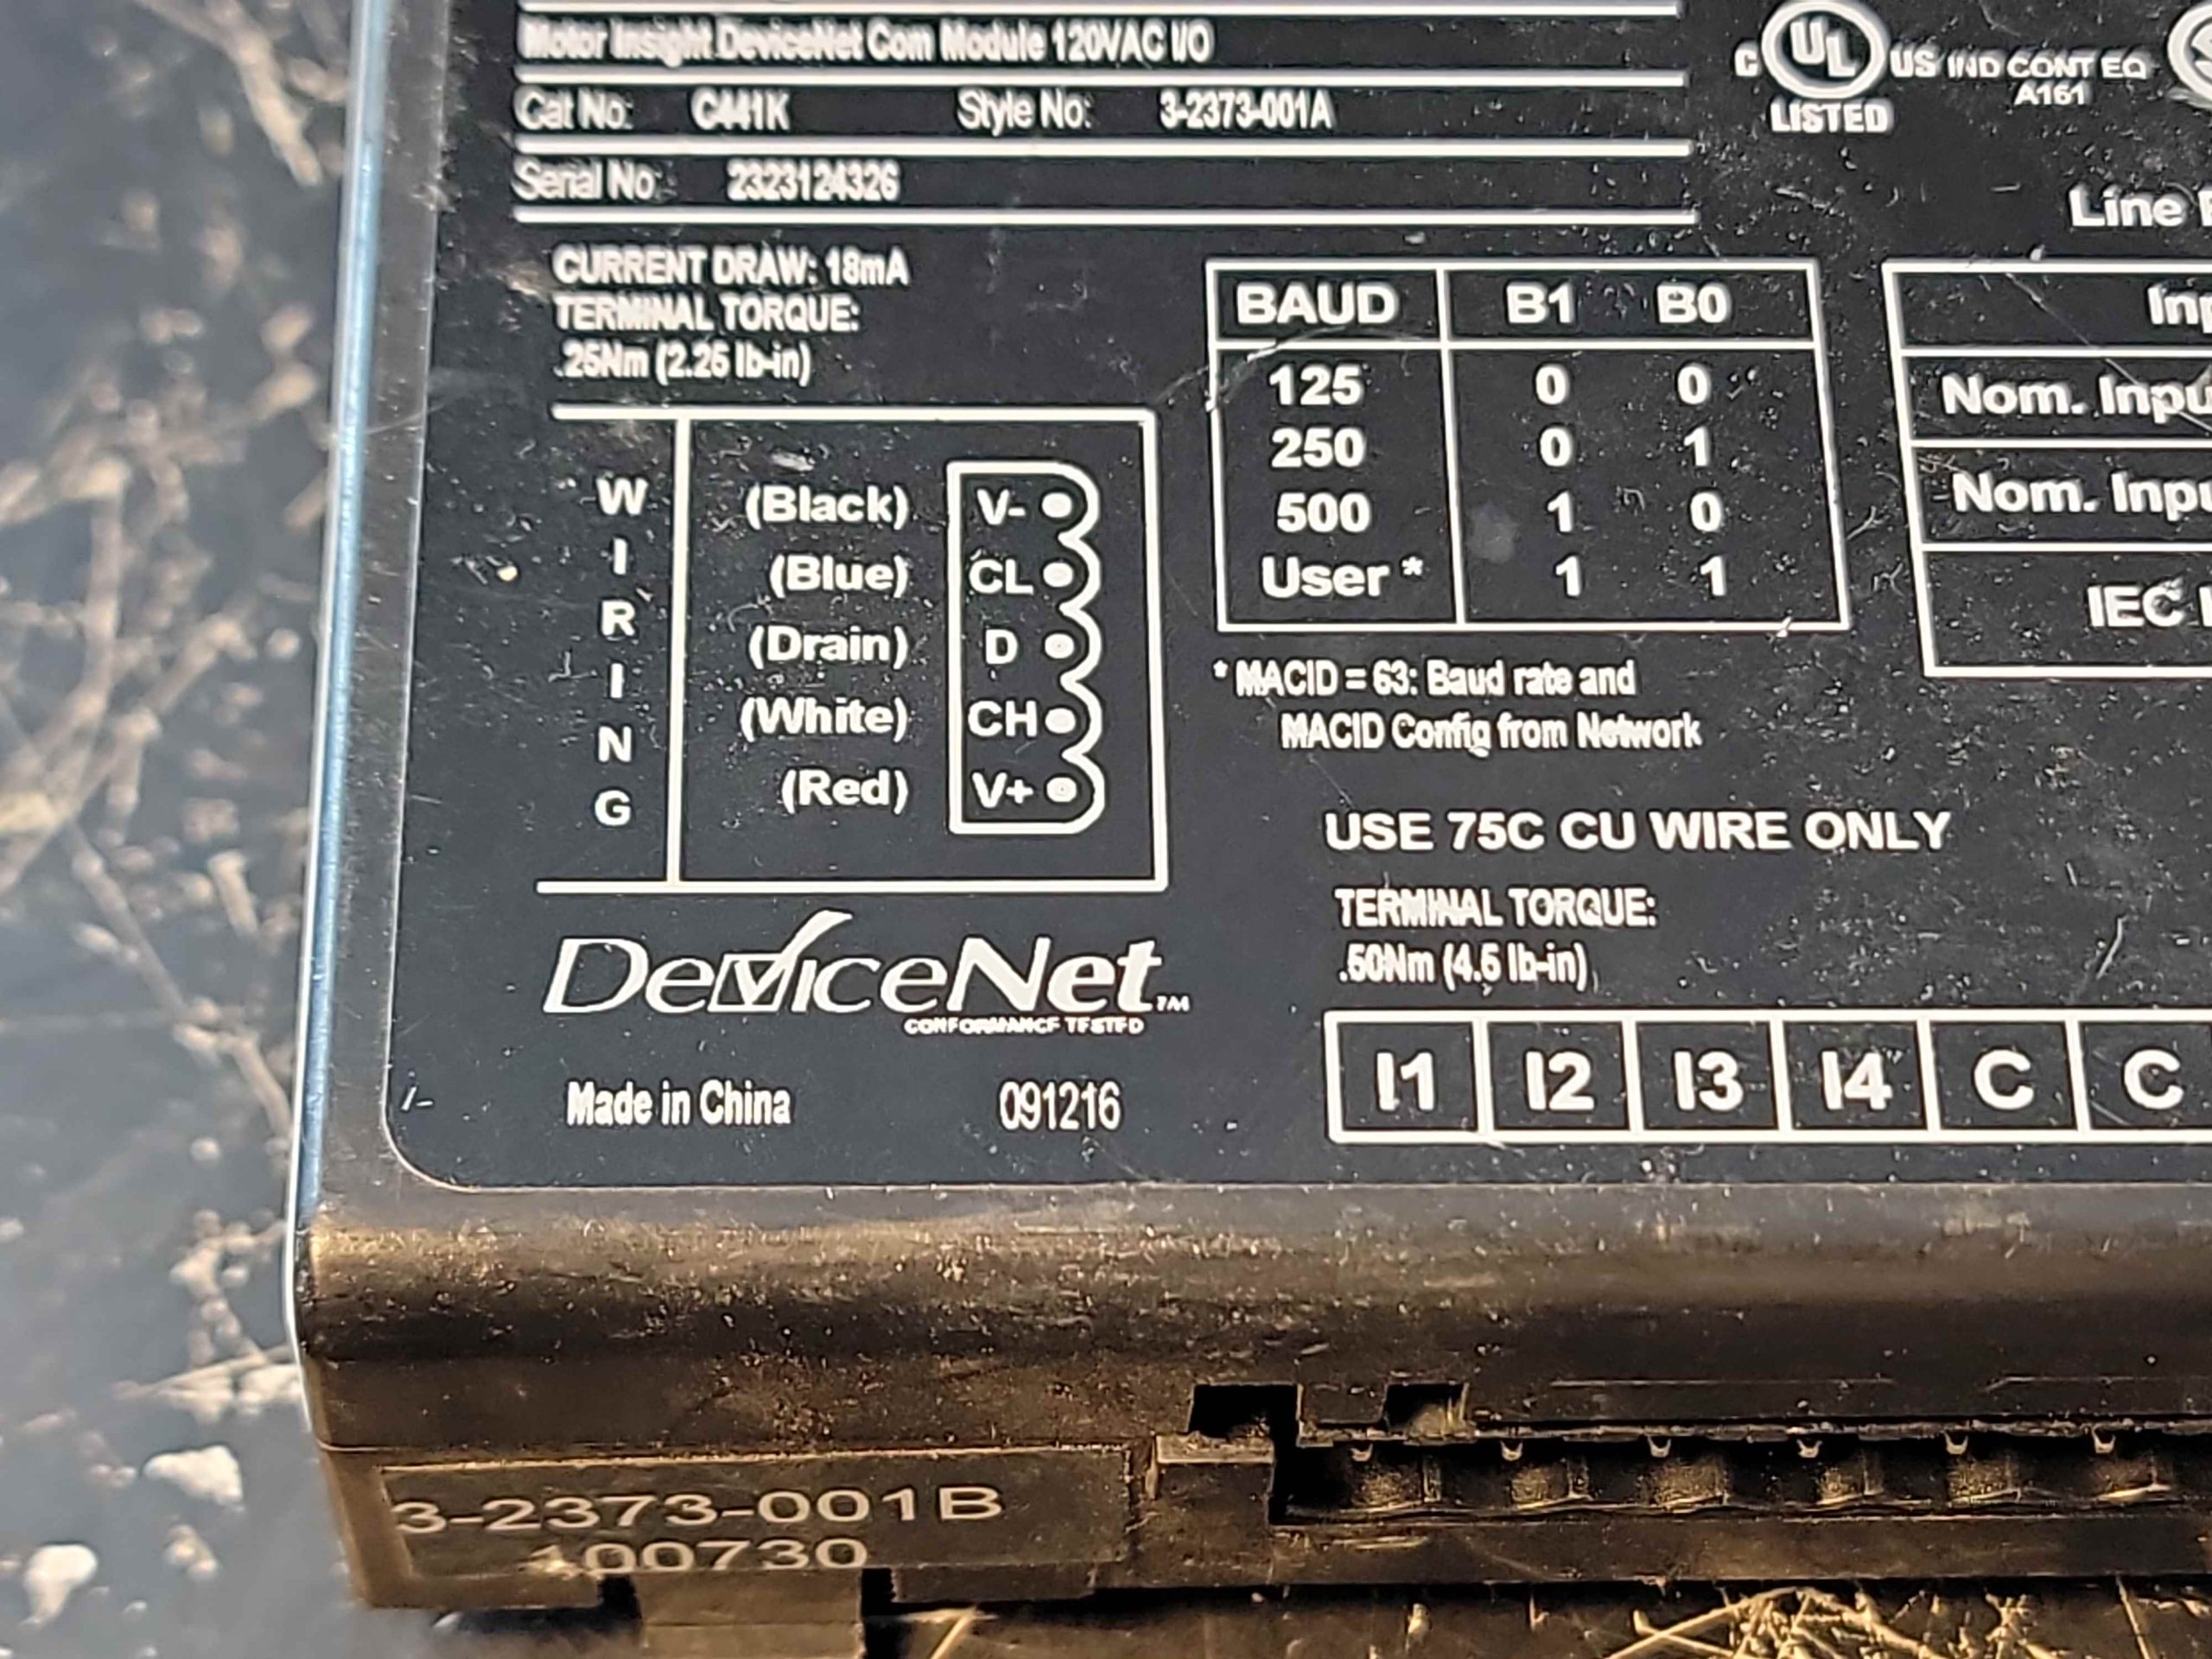 Motor Insight DeviceNet Com Module 120VAC I/O
Cat No: C441K Style No: 3-2373-001A
Serial No: 2323124326
C UL US IND CONT EQ
A161
LISTED
Line
CURRENT DRAW: 18mA
TERMINAL TORQUE:
.25Nm (2.25 lb-in)
BAUD B1 B0
125 0 0
250 0 1
500 1 0
User * 1 1
* MACID = 63: Baud rate and
MACID Config from Network
Nom.
Nom.
IEC
W
I
R
I
N
G
(Black) V-
(Blue) CL
(Drain) D
(White) CH
(Red) V+
USE 75C CU WIRE ONLY
TERMINAL TORQUE:
.50Nm (4.5 lb-in)
DeviceNet TM
CONFORMANCE TESTED
Made in China 091216
I1 I2 I3 I4 C C
3-2373-001B
100730